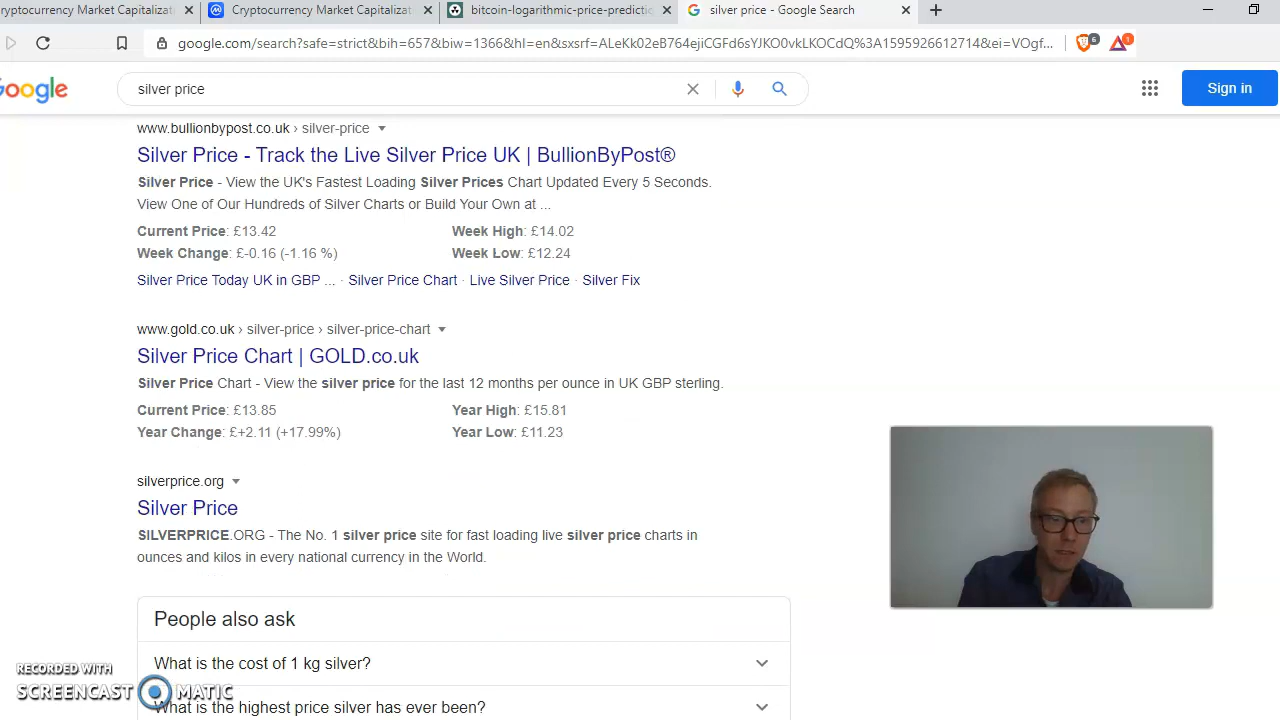 ryptocurrency Market Capitalizat
Cryptocurrency Market Capitalizat
bitcoin-logarithmic-price-predictic
silver price - Google Search
google.com/search?safe=strict&bih=657&biw=1366&hl=en&sxsrf=ALeKk02eB764ejiCGFd6sYJKO0vkLKOCdQ%3A1595926612714&ei=VOgf...
6
1
oogle
silver price
Sign in
www.bullionbypost.co.uk › silver-price
Silver Price - Track the Live Silver Price UK | BullionByPost®
Silver Price - View the UK's Fastest Loading Silver Prices Chart Updated Every 5 Seconds.
View One of Our Hundreds of Silver Charts or Build Your Own at ...
Current Price: £13.42 Week High: £14.02
Week Change: £-0.16 (-1.16 %) Week Low: £12.24
Silver Price Today UK in GBP ... · Silver Price Chart · Live Silver Price · Silver Fix
www.gold.co.uk › silver-price › silver-price-chart
Silver Price Chart | GOLD.co.uk
Silver Price Chart - View the silver price for the last 12 months per ounce in UK GBP sterling.
Current Price: £13.85 Year High: £15.81
Year Change: £+2.11 (+17.99%) Year Low: £11.23
silverprice.org
Silver Price
SILVERPRICE.ORG - The No. 1 silver price site for fast loading live silver price charts in
ounces and kilos in every national currency in the World.
People also ask
What is the cost of 1 kg silver?
What is the highest price silver has ever been?
RECORDED WITH
SCREENCAST MATIC